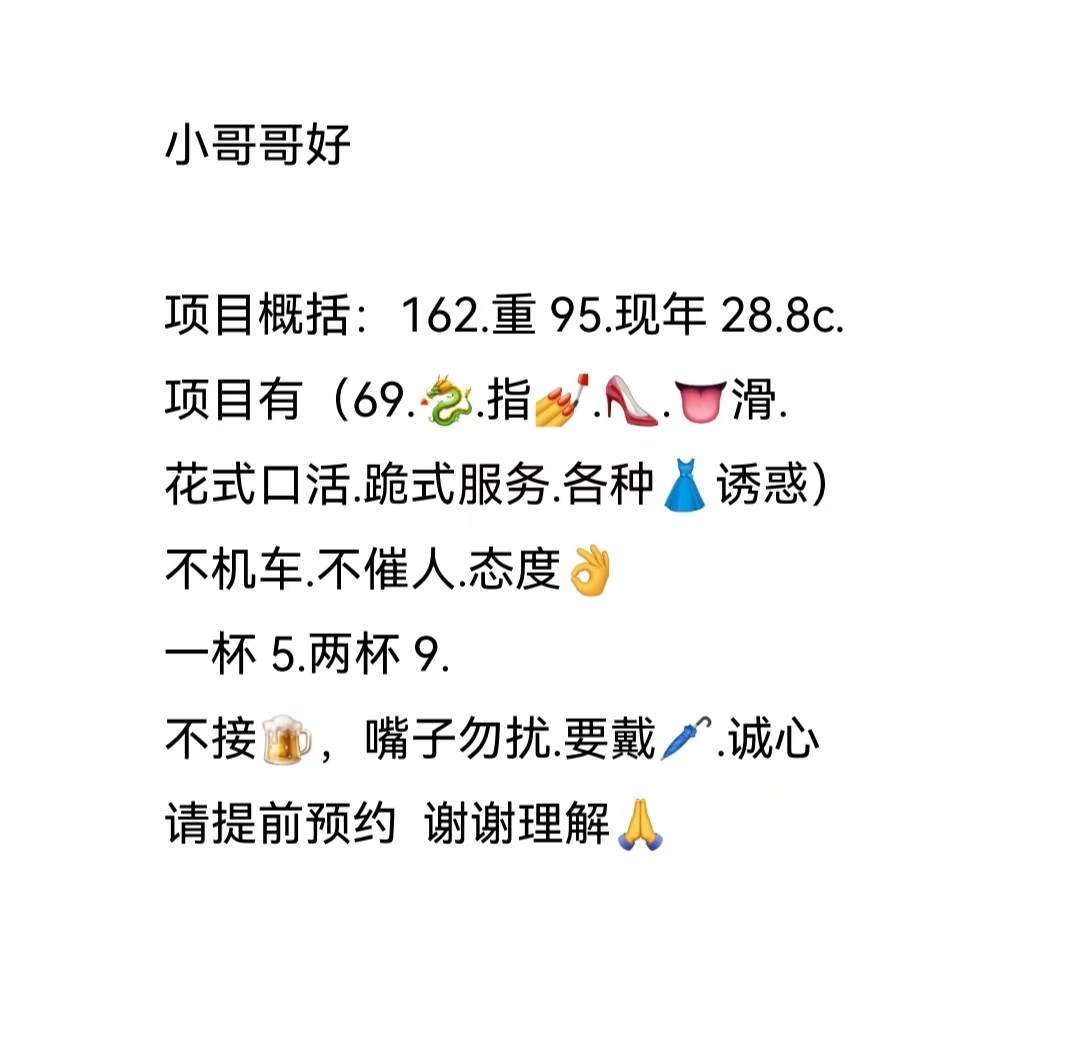 小哥哥好
项目概括：162.重 95.现年 28.8c.
项目有（69.🐉.指💅.👠.👅滑.
花式口活.跪式服务.各种👗诱惑）
不机车.不催人.态度👌
一杯 5.两杯 9.
不接🍺，嘴子勿扰.要戴🌂.诚心
请提前预约 谢谢理解🙏